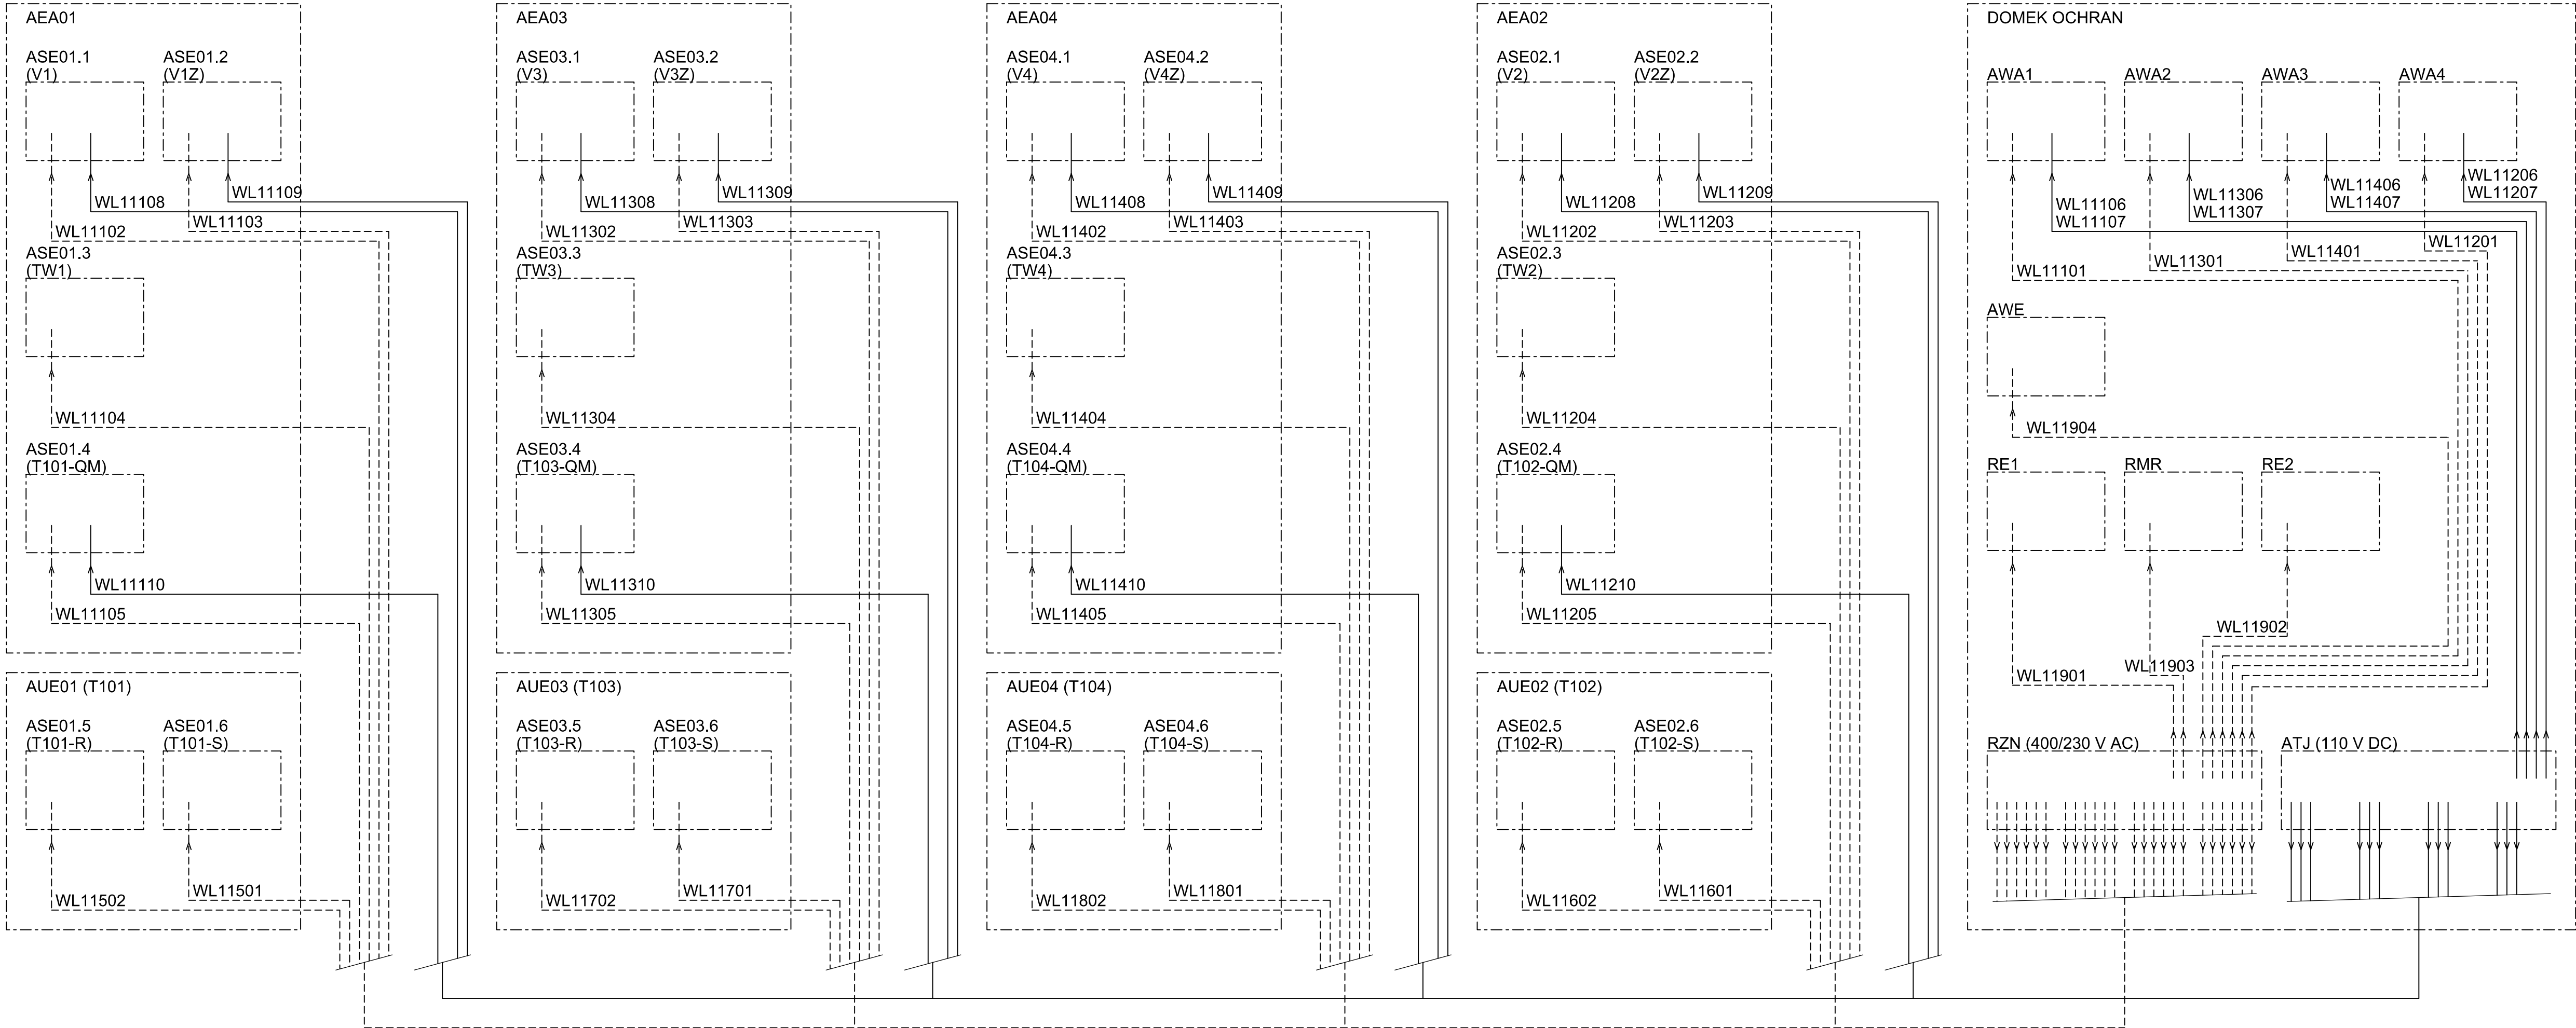 AEA01
ASE01.1
(V1)
ASE01.2
(V1Z)
WL11109
WL11108
WL11103
WL11102
ASE01.3
(TW1)
WL11104
ASE01.4
(T101-QM)
WL11110
WL11105
AUE01 (T101)
ASE01.5
(T101-R)
ASE01.6
(T101-S)
WL11501
WL11502
AEA03
ASE03.1
(V3)
ASE03.2
(V3Z)
WL11309
WL11308
WL11303
WL11302
ASE03.3
(TW3)
WL11304
ASE03.4
(T103-QM)
WL11310
WL11305
AUE03 (T103)
ASE03.5
(T103-R)
ASE03.6
(T103-S)
WL11701
WL11702
AEA04
ASE04.1
(V4)
ASE04.2
(V4Z)
WL11409
WL11408
WL11403
WL11402
ASE04.3
(TW4)
WL11404
ASE04.4
(T104-QM)
WL11410
WL11405
AUE04 (T104)
ASE04.5
(T104-R)
ASE04.6
(T104-S)
WL11801
WL11802
AEA02
ASE02.1
(V2)
ASE02.2
(V2Z)
WL11209
WL11208
WL11203
WL11202
ASE02.3
(TW2)
WL11204
ASE02.4
(T102-QM)
WL11210
WL11205
AUE02 (T102)
ASE02.5
(T102-R)
ASE02.6
(T102-S)
WL11601
WL11602
DOMEK OCHRAN
AWA1
AWA2
AWA3
AWA4
WL11106
WL11107
WL11306
WL11307
WL11406
WL11407
WL11206
WL11207
WL11101
WL11301
WL11401
WL11201
AWE
WL11904
RE1
RMR
RE2
WL11902
WL11903
WL11901
RZN (400/230 V AC)
ATJ (110 V DC)